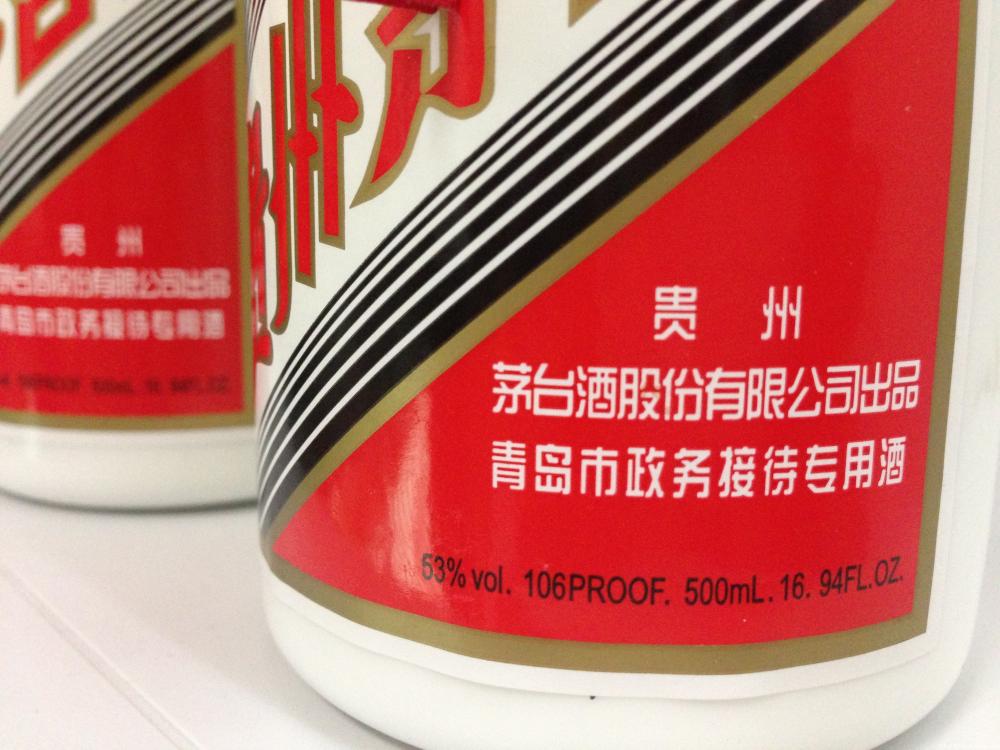 贵州
茅台酒股份有限公司出品
青岛市政务接待专用酒
53% vol. 106PROOF. 500mL. 16. 94FL. OZ.
贵州
茅台酒股份有限公司出品
青岛市政务接待专用酒
州茅